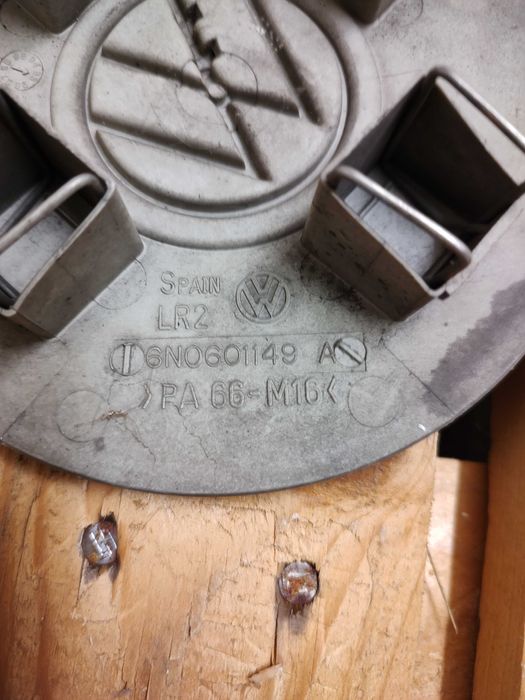 SPAIN
LR2
6N0601149 A
>PA 66-M16<